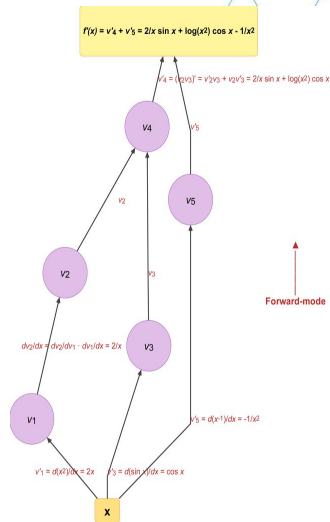 f'(x) = v'4 + v'5 = 2/x sin x + log(x²) cos x - 1/x²
v'4 = (v2v3)' = v'2v3 + v2v'3 = 2/x sin x + log(x²) cos x
v4
v'5
v2
v5
v2
v3
Forward-mode
dv2/dx = dv2/dv1 · dv1/dx = 2/x
v3
v1
v'5 = d(x-1)/dx = -1/x²
v'1 = d(x²)/dx = 2x
v'3 = d(sin x)/dx = cos x
x